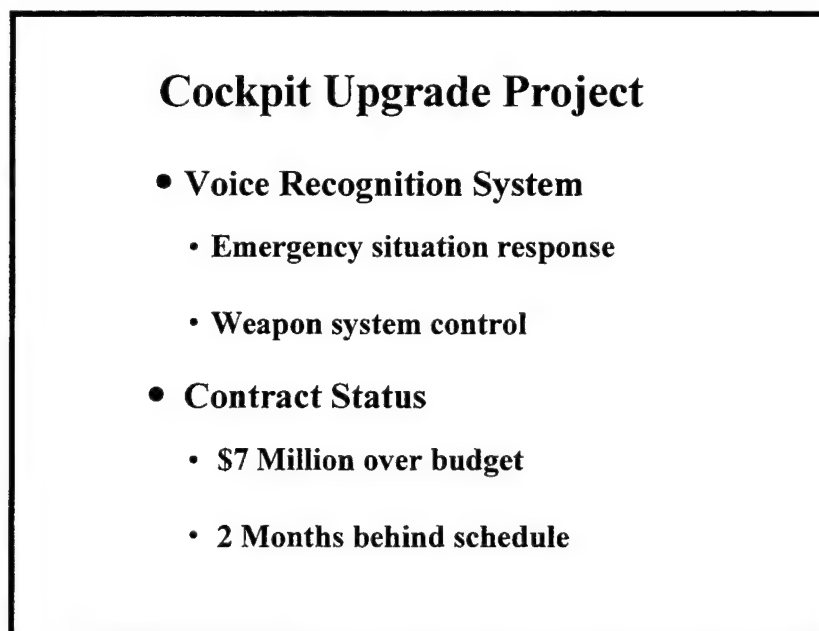 Cockpit Upgrade Project
• Voice Recognition System
• Emergency situation response
• Weapon system control
• Contract Status
• $7 Million over budget
• 2 Months behind schedule